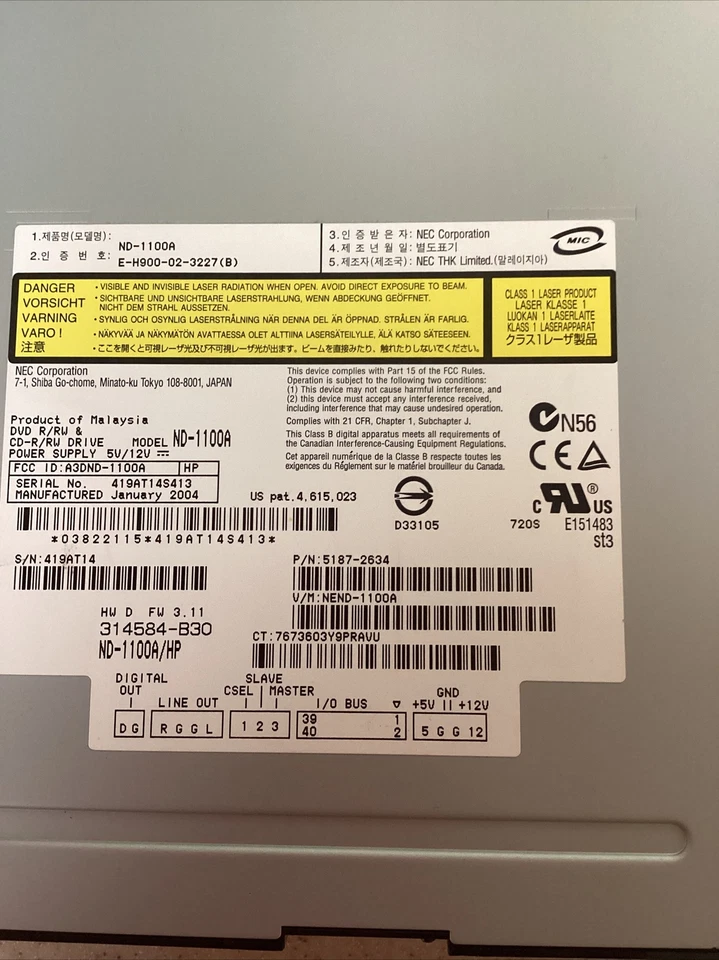 1.제품명(모델명): ND-1100A
2.인 증 번 호: E-H900-02-3227(B)
3.인 증 받 은 자: NEC Corporation
4.제 조 년 월 일: 별도표기
5.제조자(제조국): NEC THK Limited.(말레이지아)
MIC
DANGER
VORSICHT
VARNING
VARO !
注意
・VISIBLE AND INVISIBLE LASER RADIATION WHEN OPEN. AVOID DIRECT EXPOSURE TO BEAM.
・SICHTBARE UND UNSICHTBARE LASERSTRAHLUNG, WENN ABDECKUNG GEÖFFNET.
NICHT DEM STRAHL AUSSETZEN.
・SYNLIG OCH OSYNLIG LASERSTRÅLNING NÄR DENNA DEL ÄR ÖPPNAD. STRÅLEN ÄR FARLIG.
・NÄKYVÄÄ JA NÄKYMÄTÖN AVATTAESSA OLET ALTTIINA LASERSÄTEILYLLE, ÄLÄ KATSO SÄTEESEEN.
・ここを開くと可視レーザ光及び不可視レーザ光が出ます。ビームを直接みたり、触れたりしないでください。
CLASS 1 LASER PRODUCT
LASER KLASSE 1
LUOKAN 1 LASERLAITE
KLASS 1 LASERAPPARAT
クラス1レーザ製品
NEC Corporation
7-1, Shiba Go-chome, Minato-ku Tokyo 108-8001, JAPAN
This device complies with Part 15 of the FCC Rules.
Operation is subject to the following two conditions:
(1) This device may not cause harmful interference, and
(2) this device must accept any interference received,
including interference that may cause undesired operation.
Complies with 21 CFR, Chapter 1, Subchapter J.
This Class B digital apparatus meets all requirements of
the Canadian Interference-Causing Equipment Regulations.
Cet appareil numérique de la Classe B respecte toutes les
exigences du Réglement sur le matériel brouilleur du Canada.
Product of Malaysia
DVD R/RW &
CD-R/RW DRIVE MODEL ND-1100A
POWER SUPPLY 5V/12V
FCC ID:A3DND-1100A HP
SERIAL No. 419AT14S413
MANUFACTURED January 2004
US pat.4,615,023
N56
CE
D33105
c RU ® US
720S E151483
st3
*03822115*419AT14S413*
S/N:419AT14
P/N:5187-2634
V/M:NEND-1100A
HW D FW 3.11
314584-B30
ND-1100A/HP
CT:7673603Y9PRAVU
DIGITAL OUT
LINE OUT
SLAVE
CSEL MASTER
I/O BUS
GND
+5V +12V
D G
R G G L
1 2 3
39 1
40 2
5 G G 12